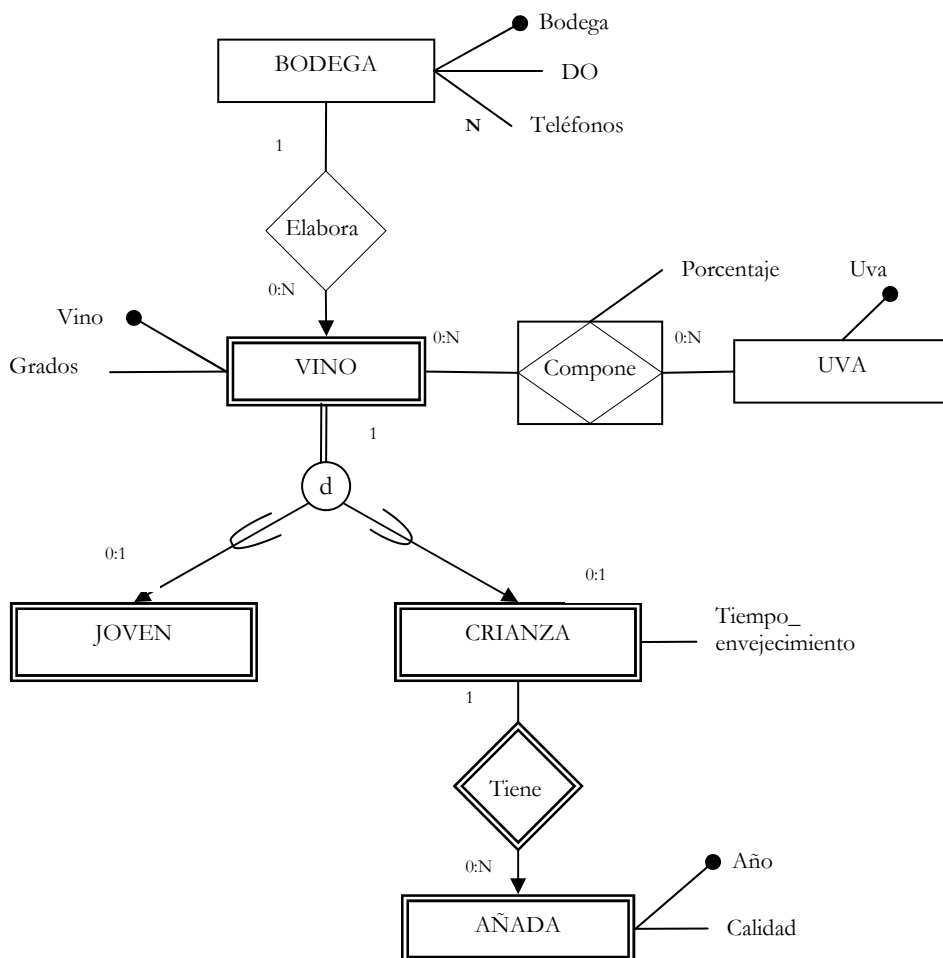 Bodega
BODEGA
DO
N
Teléfonos
1
Elabora
0:N
Porcentaje
Uva
Vino
0:N
0:N
Grados
VINO
Compone
UVA
1
d
0:1
0:1
JOVEN
CRIANZA
Tiempo_
envejecimiento
1
Tiene
0:N
Año
AÑADA
Calidad